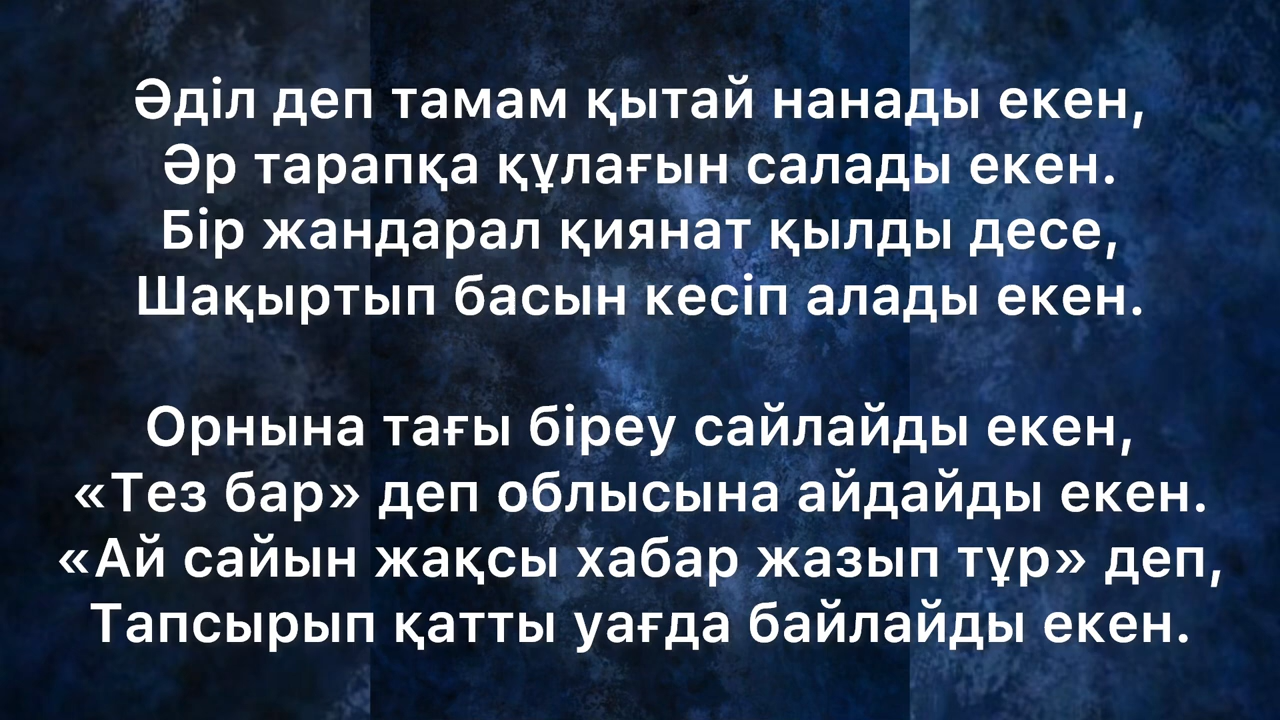 Әділ деп тамам қытай нанады екен,
Әр тарапқа құлағын салады екен.
Бір жандарал қиянат қылды десе,
Шақыртып басын кесіп алады екен.
Орнына тағы біреу сайлайды екен,
«Тез бар» деп облысына айдайды екен.
«Ай сайын жақсы хабар жазып тұр» деп,
Тапсырып қатты уағда байлайды екен.